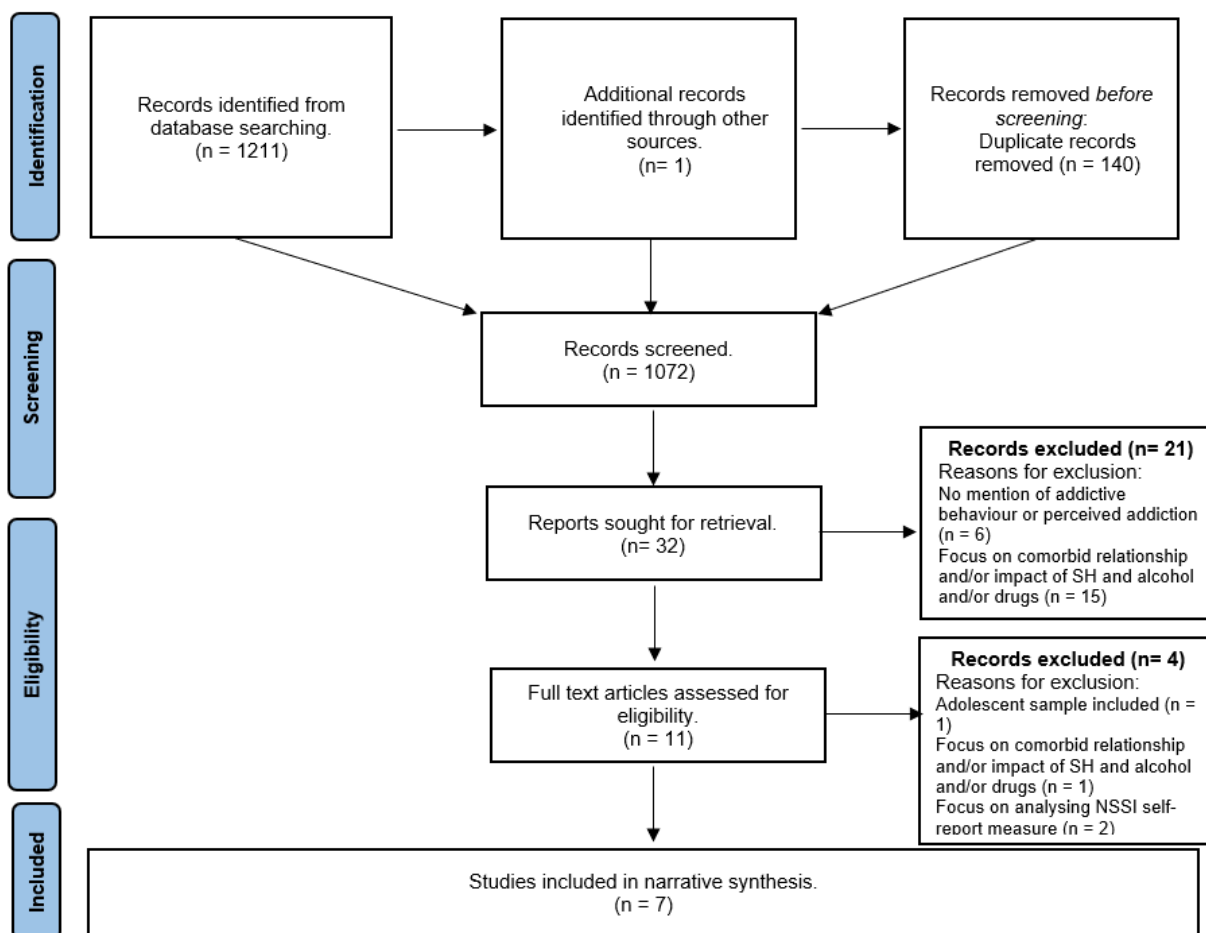 Identification
Records identified from
database searching.
(n = 1211)
Additional records
identified through other
sources.
(n= 1)
Records removed before
screening:
Duplicate records
removed (n = 140)
Screening
Records screened.
(n = 1072)
Records excluded (n= 21)
Reasons for exclusion:
No mention of addictive
behaviour or perceived addiction
(n = 6)
Focus on comorbid relationship
and/or impact of SH and alcohol
and/or drugs (n = 15)
Reports sought for retrieval.
(n= 32)
Eligibility
Full text articles assessed for
eligibility.
(n = 11)
Records excluded (n= 4)
Reasons for exclusion:
Adolescent sample included (n =
1)
Focus on comorbid relationship
and/or impact of SH and alcohol
and/or drugs (n = 1)
Focus on analysing NSSI self-
report measure (n = 2)
Included
Studies included in narrative synthesis.
(n = 7)